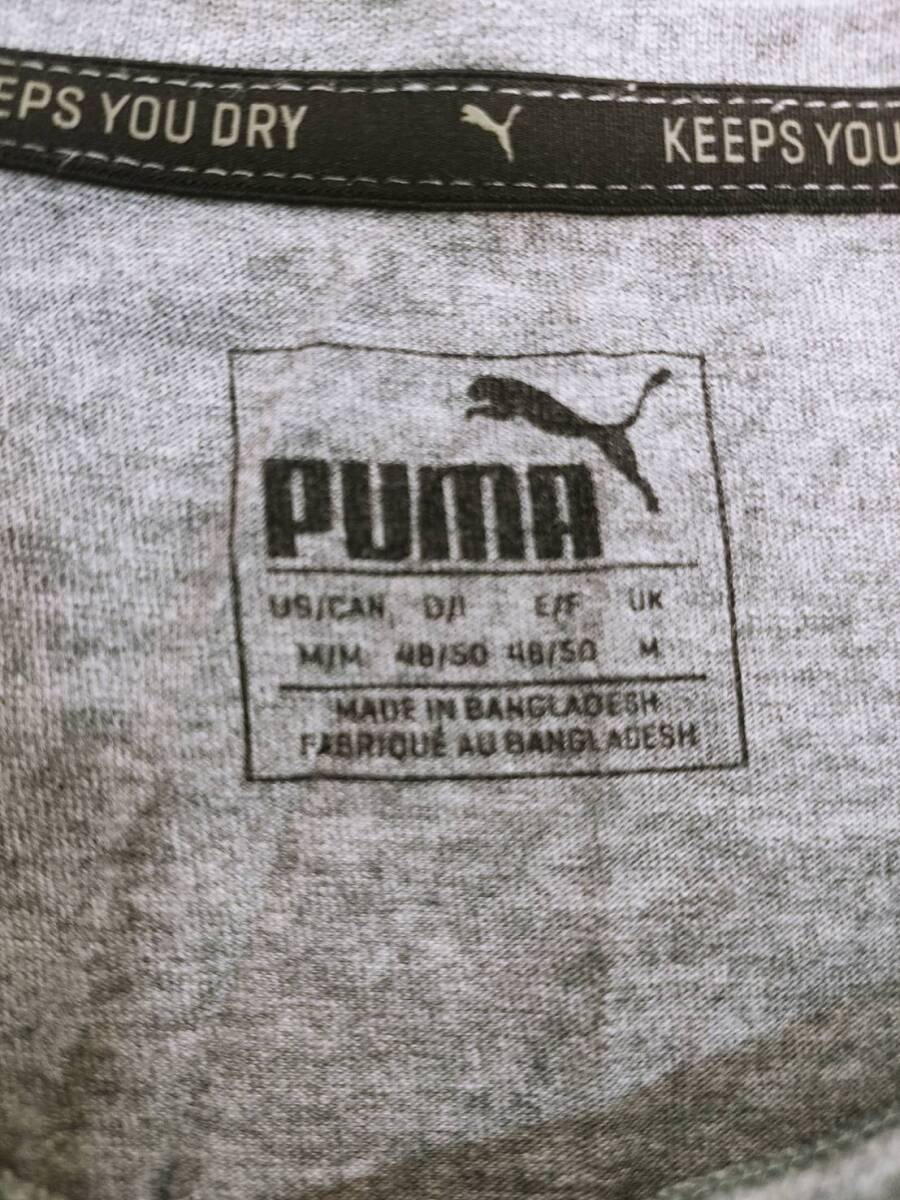 EPS YOU DRY KEEPS YOU
PUMA
US/CAN D/I E/F UK
M/M 48/50 48/50 M
MADE IN BANGLADESH
FABRIQUÉ AU BANGLADESH